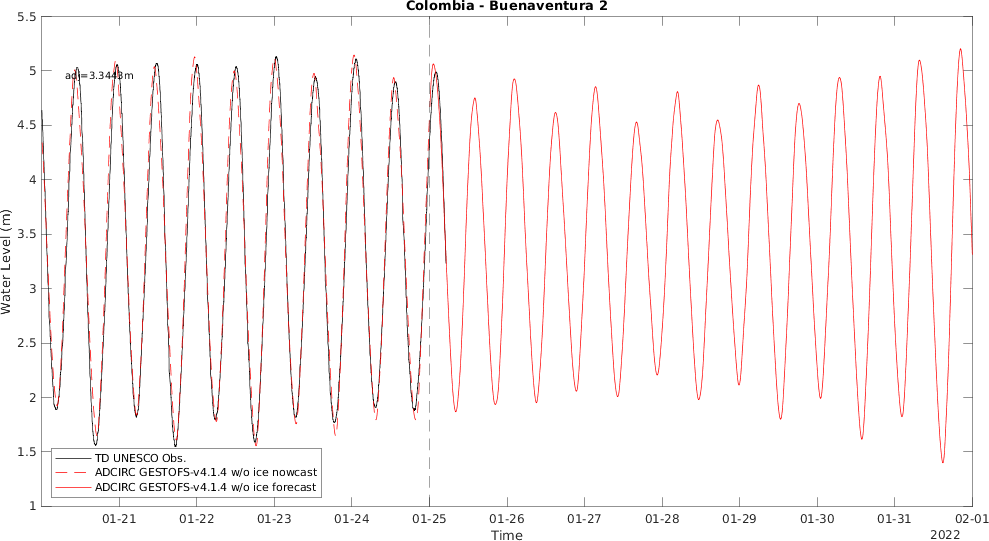 Colombia - Buenaventura 2
5.5
5
4.5
4
3.5
3
2.5
2
1.5
1
Water Level (m)
adj=3.3443m
TD UNESCO Obs.
ADCIRC GESTOFS-v4.1.4 w/o ice nowcast
ADCIRC GESTOFS-v4.1.4 w/o ice forecast
01-21 01-22 01-23 01-24 01-25 01-26 01-27 01-28 01-29 01-30 01-31 02-01
Time
2022